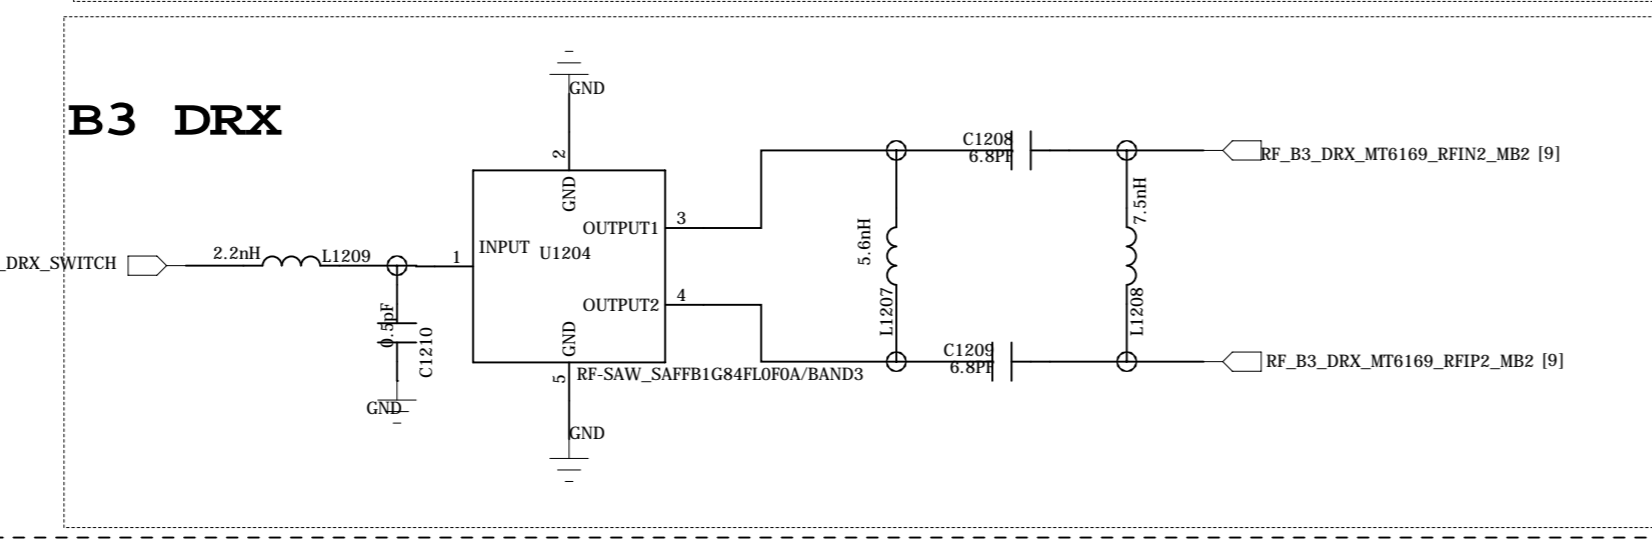 GND
B3 DRX
2
GND
C1208
6.8PF
RF_B3_DRX_MT6169_RFIN2_MB2 [9]
7.5nH
OUTPUT1
3
5.6nH
INPUT
U1204
_DRX_SWITCH
2.2nH
L1209
1
OUTPUT2
4
L1207
L1208
0.5pF
C1210
GND
C1209
6.8PF
RF_B3_DRX_MT6169_RFIP2_MB2 [9]
5
RF-SAW_SAFFB1G84FL0F0A/BAND3
GND
GND